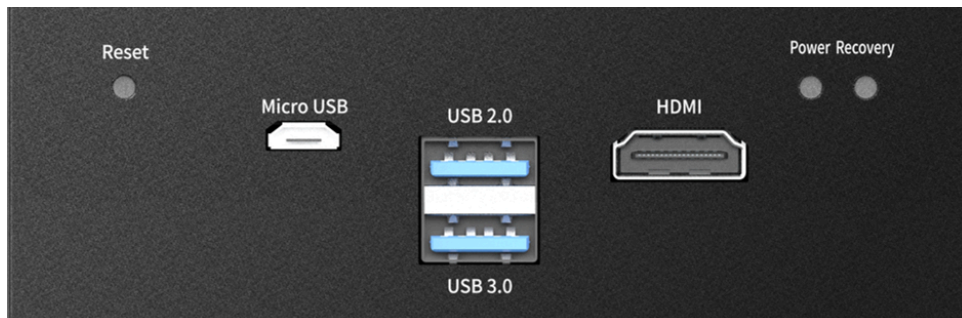 Reset
Power Recovery
Micro USB
USB 2.0
HDMI
USB 3.0